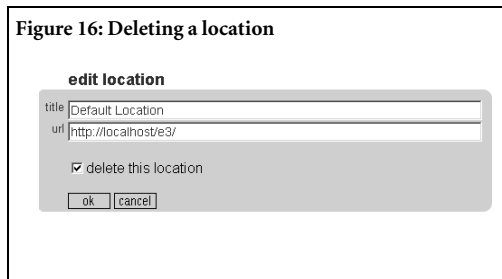 Figure 16: Deleting a location
edit location
title Default Location
url http://localhost/e3/
delete this location
ok cancel